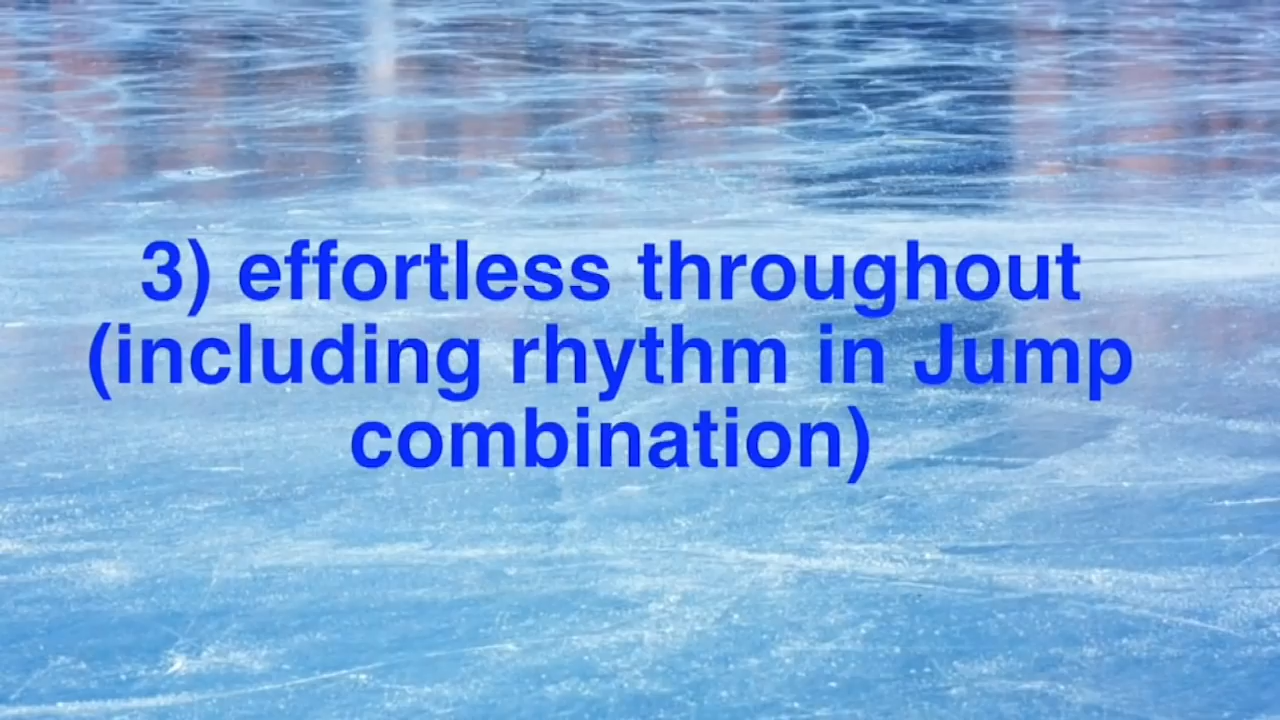 3) effortless throughout
(including rhythm in Jump
combination)